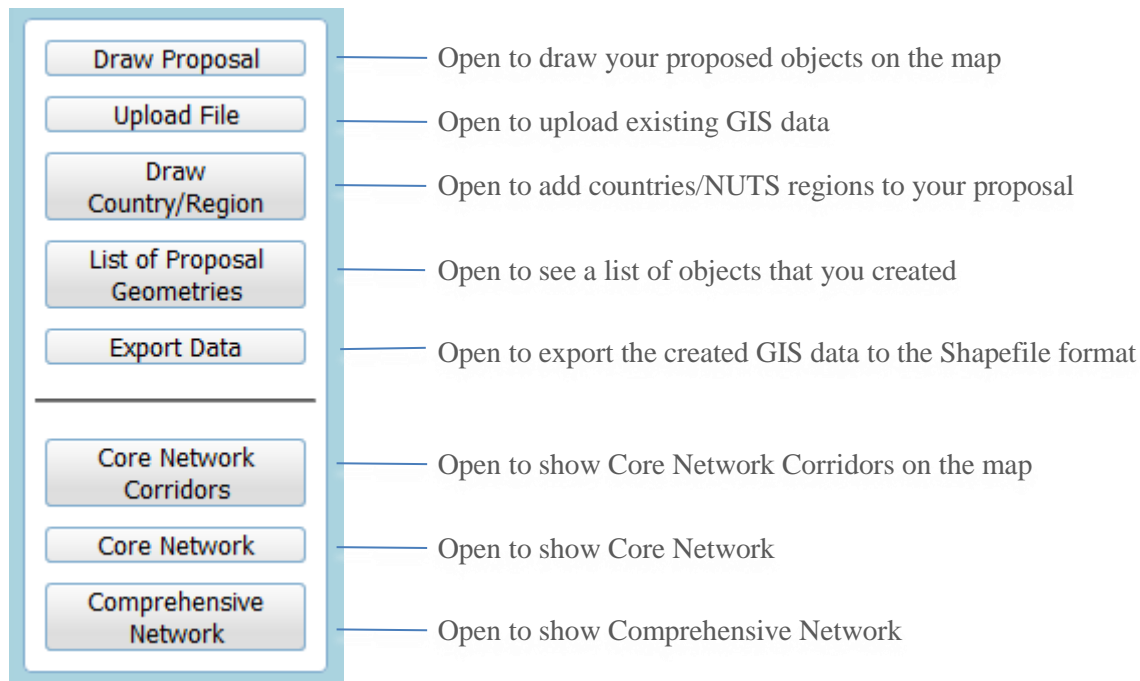 Draw Proposal
Open to draw your proposed objects on the map
Upload File
Open to upload existing GIS data
Draw
Country/Region
Open to add countries/NUTS regions to your proposal
List of Proposal
Geometries
Open to see a list of objects that you created
Export Data
Open to export the created GIS data to the Shapefile format
Core Network
Corridors
Open to show Core Network Corridors on the map
Core Network
Open to show Core Network
Comprehensive
Network
Open to show Comprehensive Network